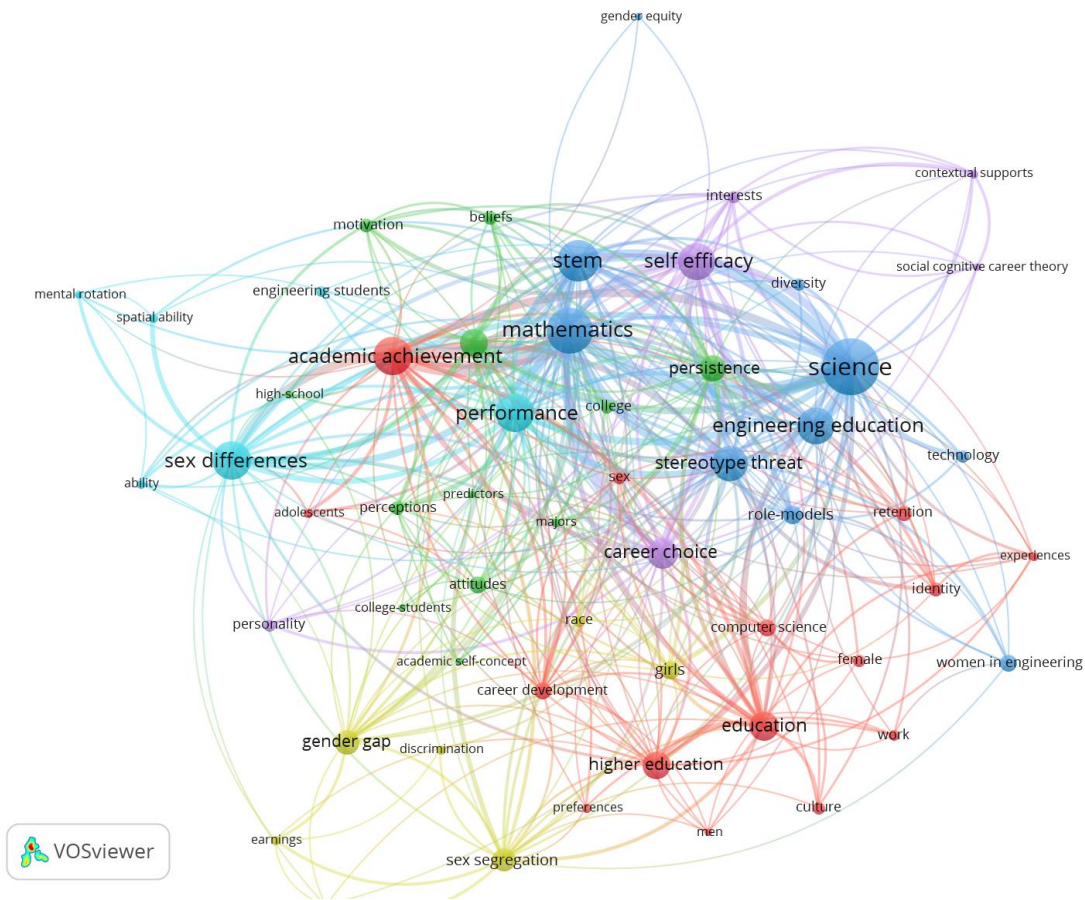 gender equity
contextual supports
interests
beliefs
motivation
stem
self efficacy
social cognitive career theory
diversity
engineering students
mental rotation
spatial ability
mathematics
academic achievement
persistence
science
high-school
college
performance
engineering education
sex differences
stereotype threat
technology
sex
ability
predictors
perceptions
adolescents
majors
role-models
retention
career choice
experiences
attitudes
identity
college-students
personality
race
computer science
academic self-concept
girls
female
women in engineering
career development
education
work
gender gap
discrimination
higher education
preferences
culture
men
earnings
VOSviewer
sex segregation